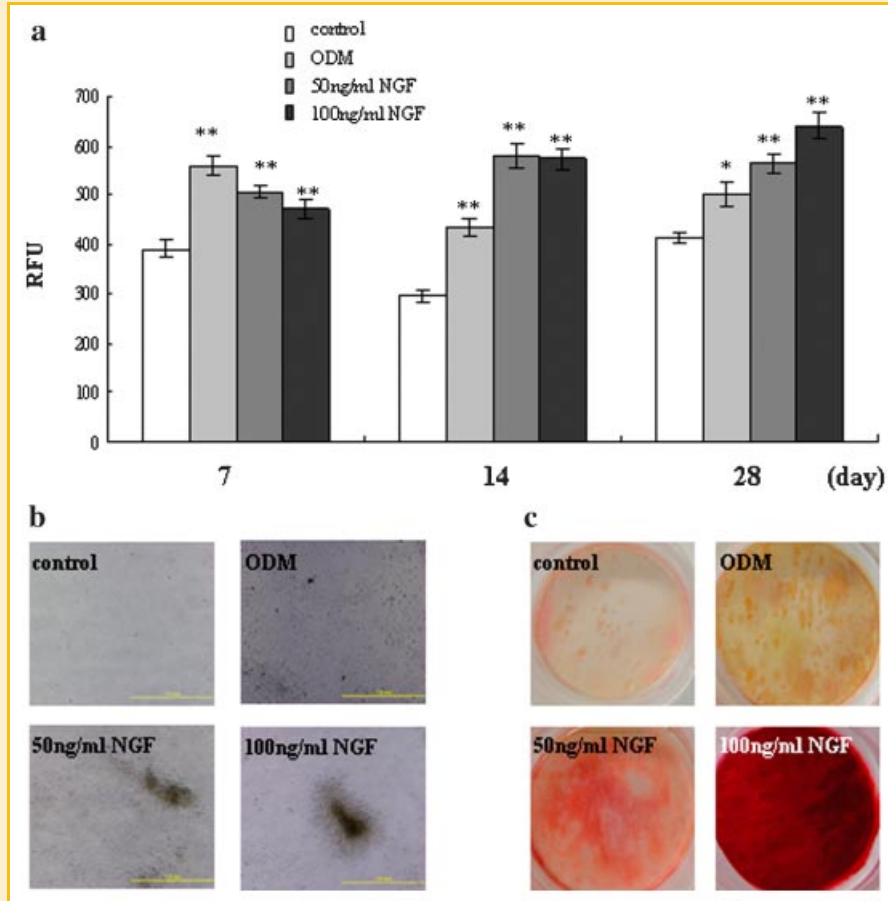 a
control
ODM
50ng/ml NGF
100ng/ml NGF
700
600
500
400
300
200
100
0
RFU
** ** **
** ** **
* ** **
7 14 28 (day)
b
control
ODM
50ng/ml NGF
100ng/ml NGF
c
control
ODM
50ng/ml NGF
100ng/ml NGF